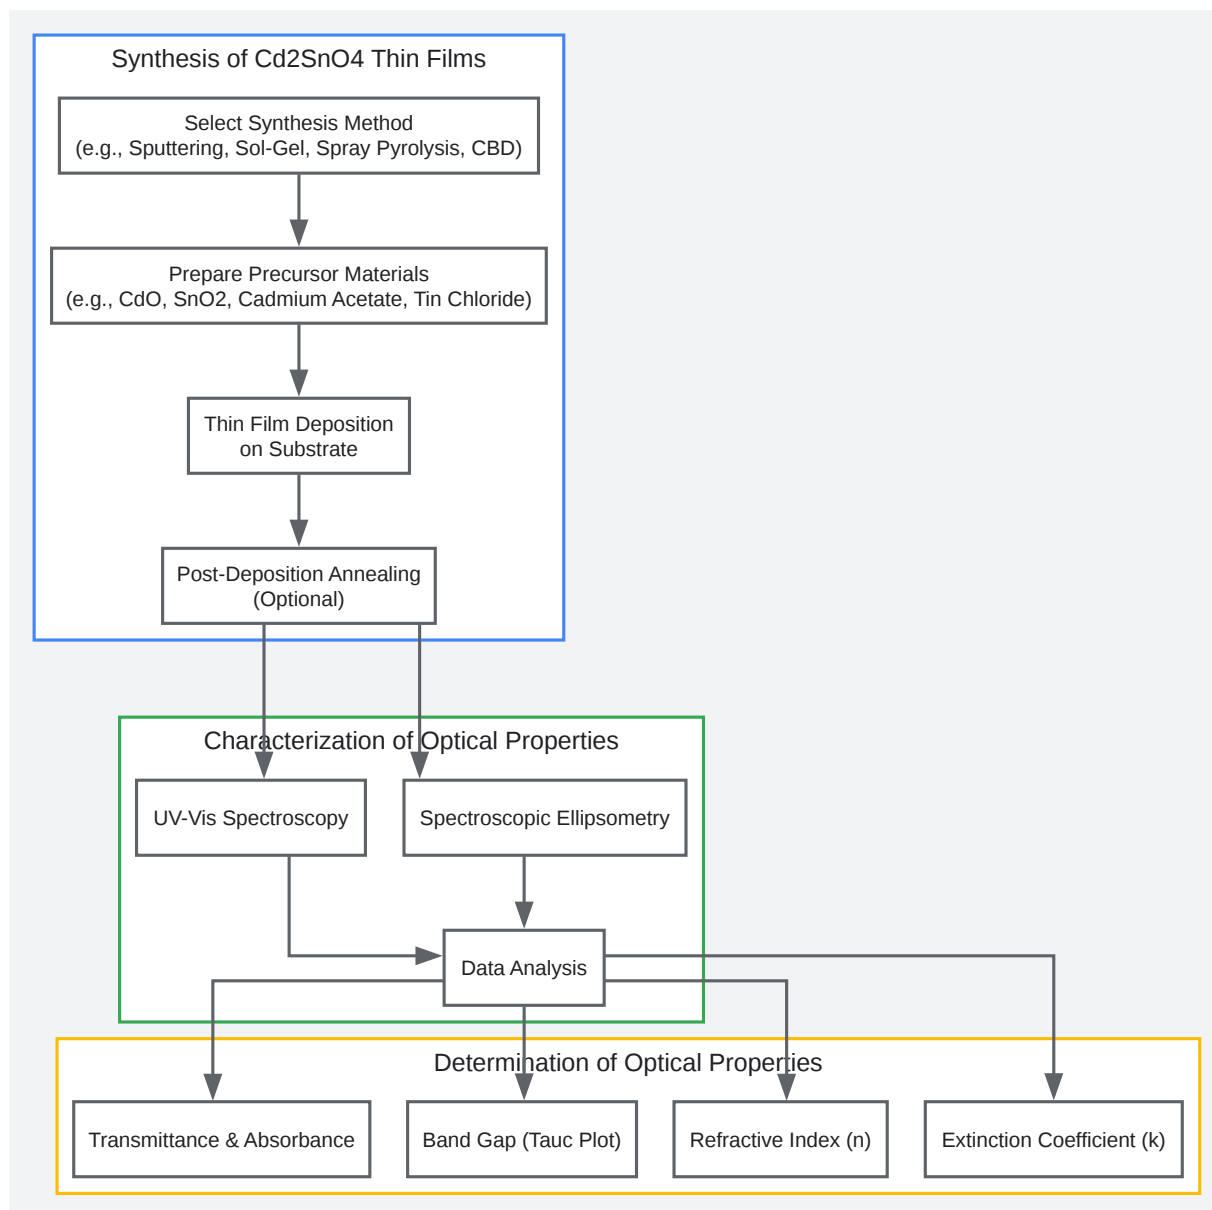 Synthesis of Cd2SnO4 Thin Films
Select Synthesis Method
(e.g., Sputtering, Sol-Gel, Spray Pyrolysis, CBD)
Prepare Precursor Materials
(e.g., CdO, SnO2, Cadmium Acetate, Tin Chloride)
Thin Film Deposition
on Substrate
Post-Deposition Annealing
(Optional)
Characterization of Optical Properties
UV-Vis Spectroscopy
Spectroscopic Ellipsometry
Data Analysis
Determination of Optical Properties
Transmittance & Absorbance
Band Gap (Tauc Plot)
Refractive Index (n)
Extinction Coefficient (k)